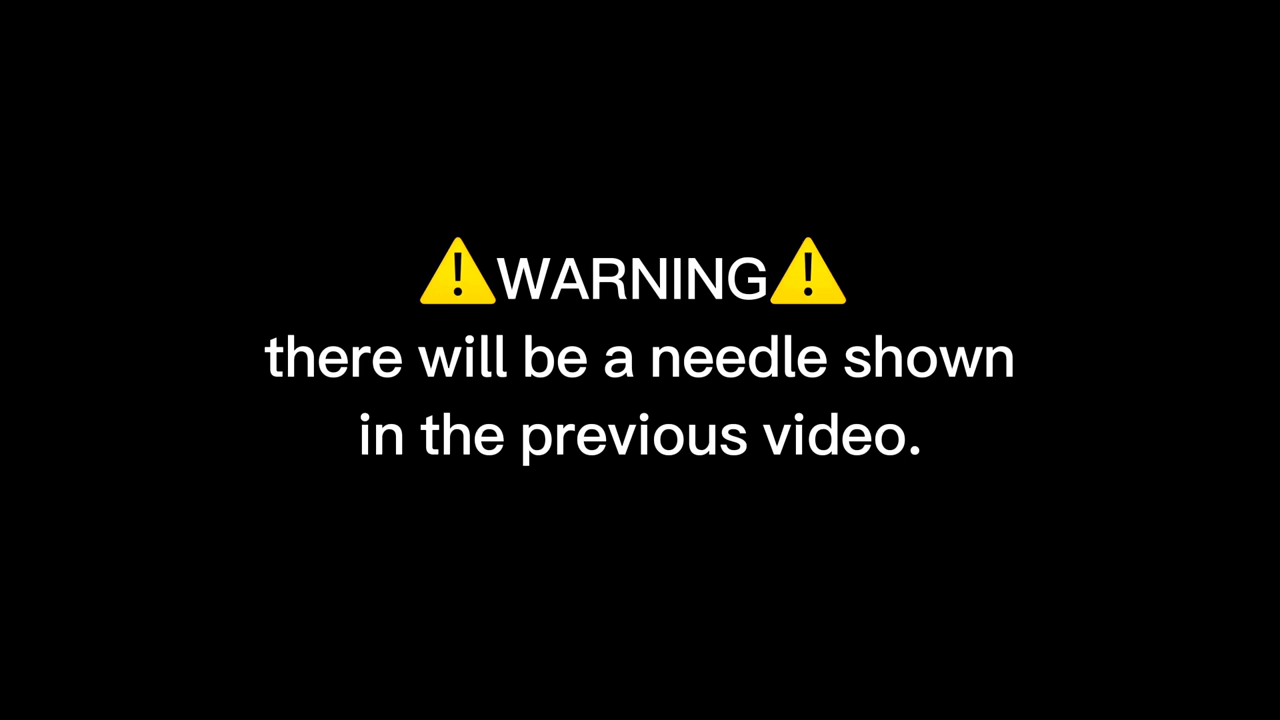 ⚠️WARNING⚠️
there will be a needle shown
in the previous video.